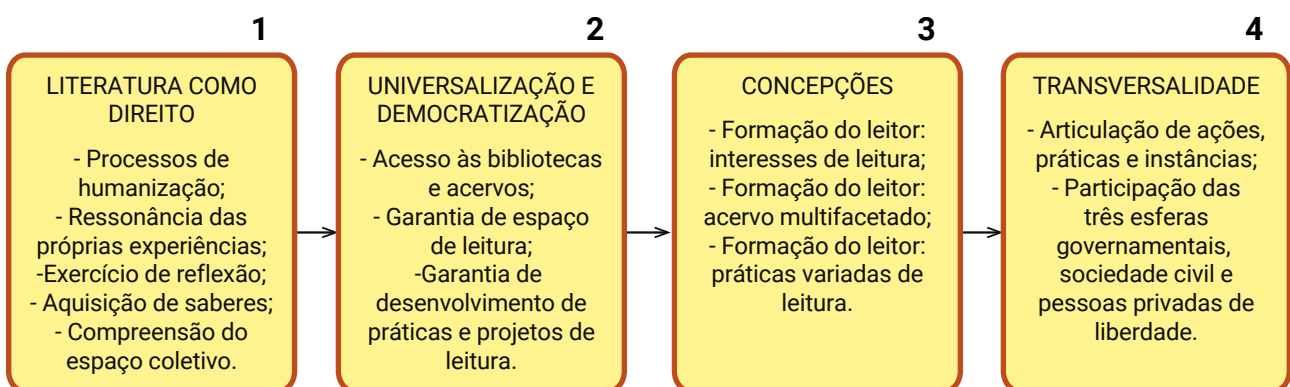 1
LITERATURA COMO
DIREITO
- Processos de
humanização;
- Ressonância das
próprias experiências;
-Exercício de reflexão;
- Aquisição de saberes;
- Compreensão do
espaço coletivo.
2
UNIVERSALIZAÇÃO E
DEMOCRATIZAÇÃO
- Acesso às bibliotecas
e acervos;
- Garantia de espaço
de leitura;
-Garantia de
desenvolvimento de
práticas e projetos de
leitura.
3
CONCEPÇÕES
- Formação do leitor:
interesses de leitura;
- Formação do leitor:
acervo multifacetado;
- Formação do leitor:
práticas variadas de
leitura.
4
TRANSVERSALIDADE
- Articulação de ações,
práticas e instâncias;
- Participação das
três esferas
governamentais,
sociedade civil e
pessoas privadas de
liberdade.